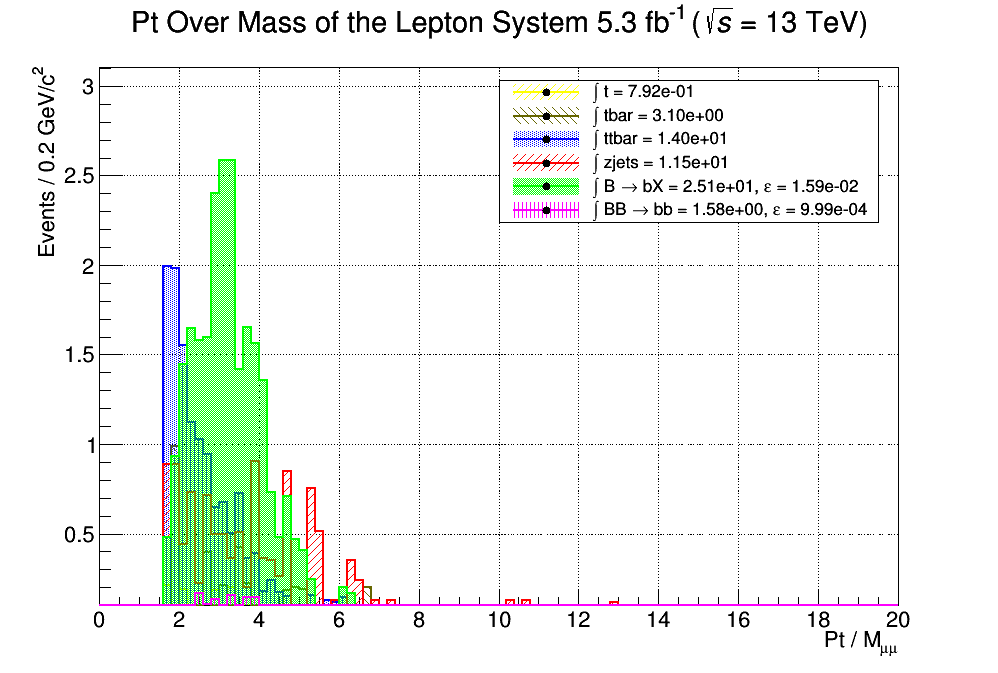 Pt Over Mass of the Lepton System 5.3 fb⁻¹ (√s = 13 TeV)
Events / 0.2 GeV/c²
3
2.5
2
1.5
1
0.5
∫ t = 7.92e-01
∫ tbar = 3.10e+00
∫ ttbar = 1.40e+01
∫ zjets = 1.15e+01
∫ B → bX = 2.51e+01, ε = 1.59e-02
∫ BB → bb = 1.58e+00, ε = 9.99e-04
0 2 4 6 8 10 12 14 16 18 20
Pt / M_μμ